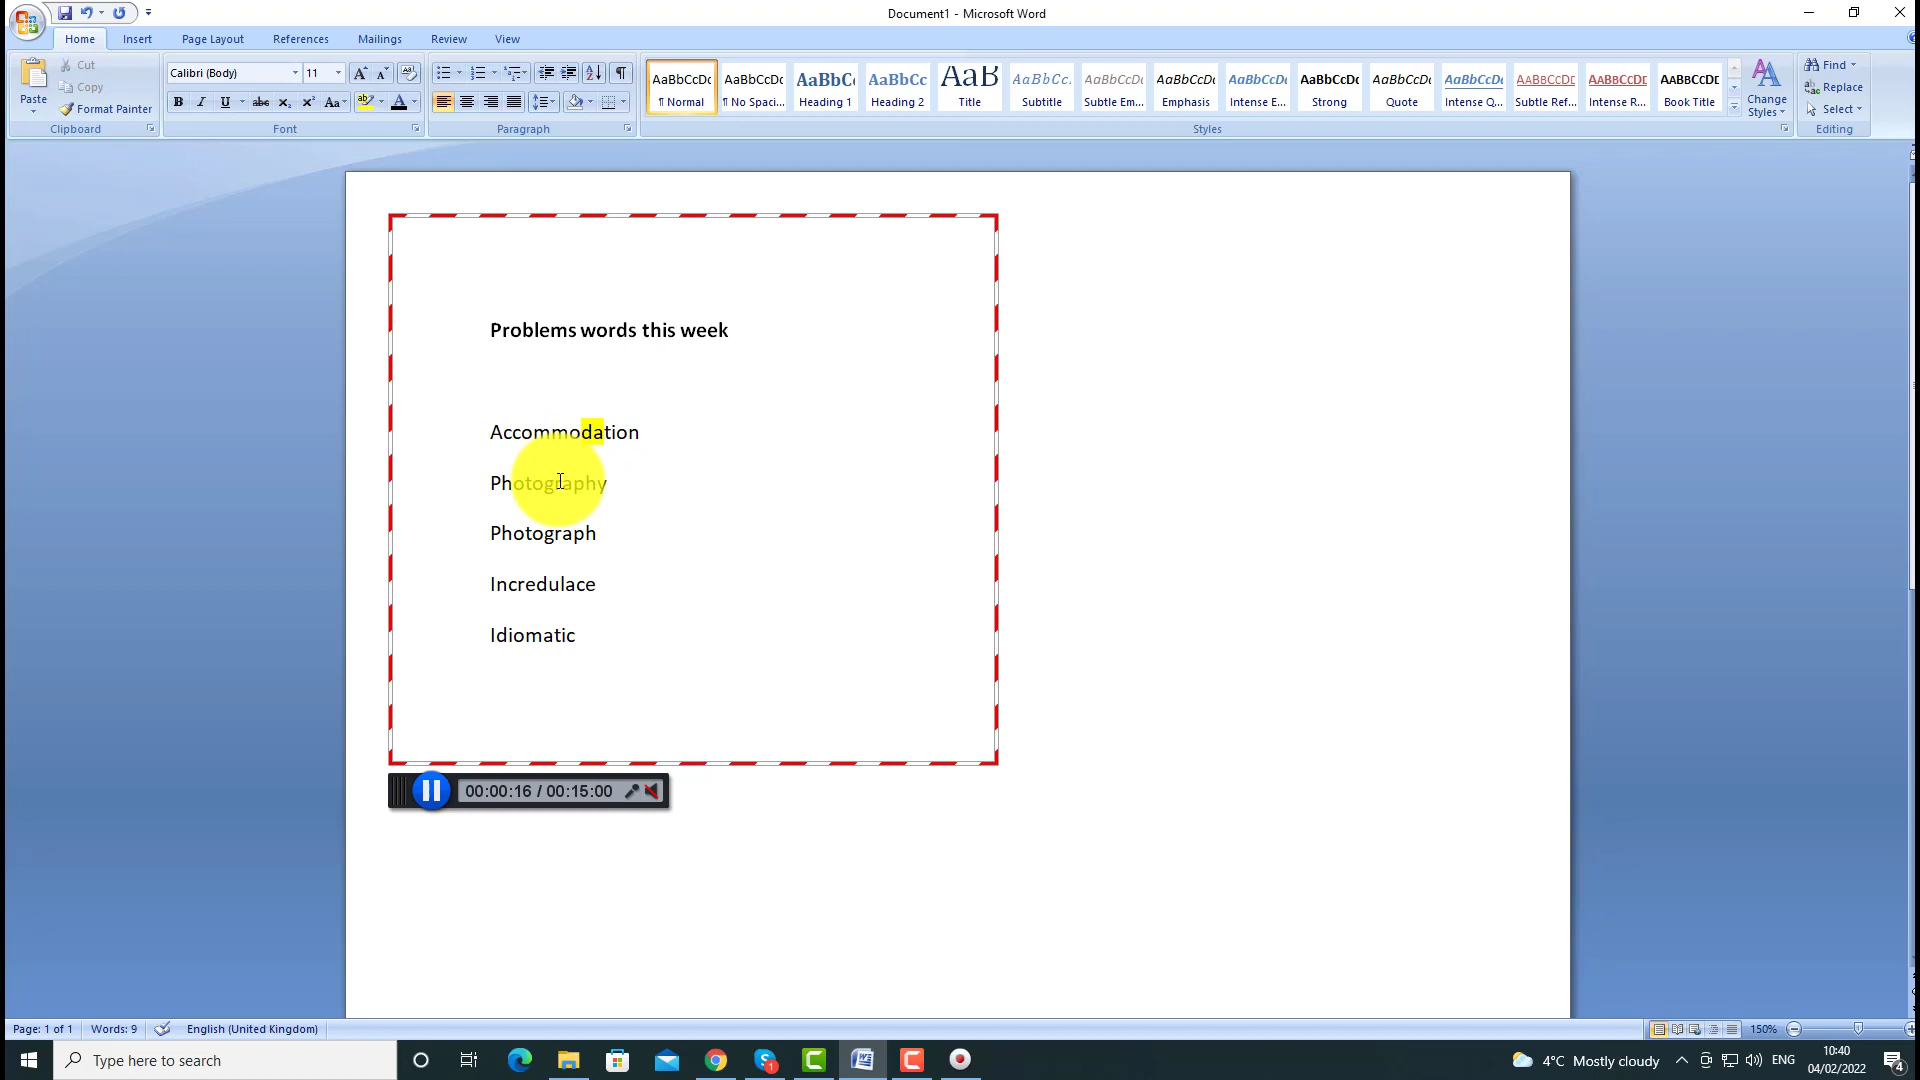 Document1 - Microsoft Word
Home Insert Page Layout References Mailings Review View
Paste
Cut
Copy
Format Painter
Clipboard
Calibri (Body) 11
Font
Paragraph
AaBbCcDc AaBbCcDc AaBbC( AaBbCc AaB AaBbCc. AaBbCcDc AaBbCcDc AaBbCcDc AaBbCcDc AaBbCcDc AaBbCcDc AABBCCDE AABBCCDE AABBCCDE
¶ Normal ¶ No Spaci... Heading 1 Heading 2 Title Subtitle Subtle Em... Emphasis Intense E... Strong Quote Intense Q... Subtle Ref... Intense R... Book Title
Change Styles
Styles
Find
Replace
Select
Editing
Problems words this week
Accommodation
Photography
Photograph
Incredulace
Idiomatic
00:00:16 / 00:15:00
Page: 1 of 1 Words: 9 English (United Kingdom) 150%
Type here to search
4°C Mostly cloudy
ENG
10:40
04/02/2022